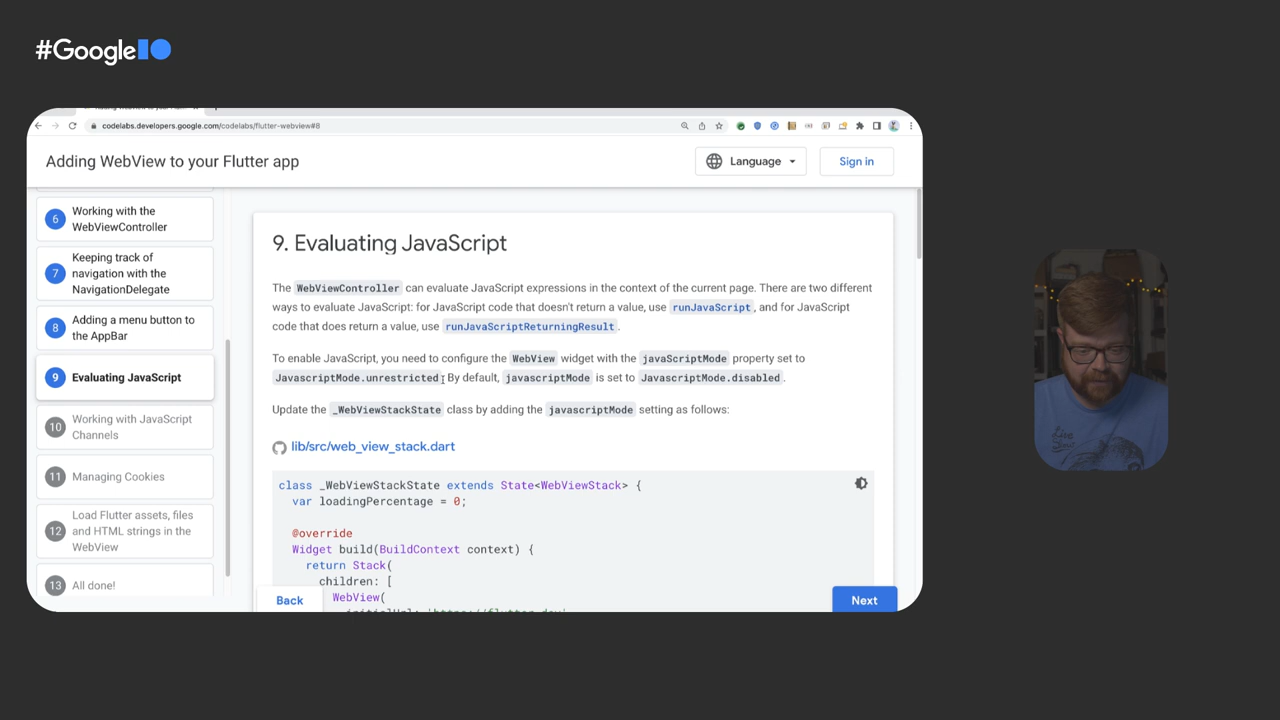 #Google IO
codelabs.developers.google.com/codelabs/flutter-webview#8
Adding WebView to your Flutter app
Language
Sign in
6 Working with the
WebViewController
7 Keeping track of
navigation with the
NavigationDelegate
8 Adding a menu button to
the AppBar
9 Evaluating JavaScript
10 Working with JavaScript
Channels
11 Managing Cookies
12 Load Flutter assets, files
and HTML strings in the
WebView
13 All done!
9. Evaluating JavaScript
The WebViewController can evaluate JavaScript expressions in the context of the current page. There are two different
ways to evaluate JavaScript: for JavaScript code that doesn't return a value, use runJavaScript, and for JavaScript
code that does return a value, use runJavaScriptReturningResult.
To enable JavaScript, you need to configure the WebView widget with the javaScriptMode property set to
JavascriptMode.unrestricted. By default, javascriptMode is set to JavascriptMode.disabled.
Update the _WebViewStackState class by adding the javascriptMode setting as follows:
lib/src/web_view_stack.dart
class _WebViewStackState extends State<WebViewStack> {
var loadingPercentage = 0;
@override
Widget build(BuildContext context) {
return Stack(
children: [
WebView(
Back
Next